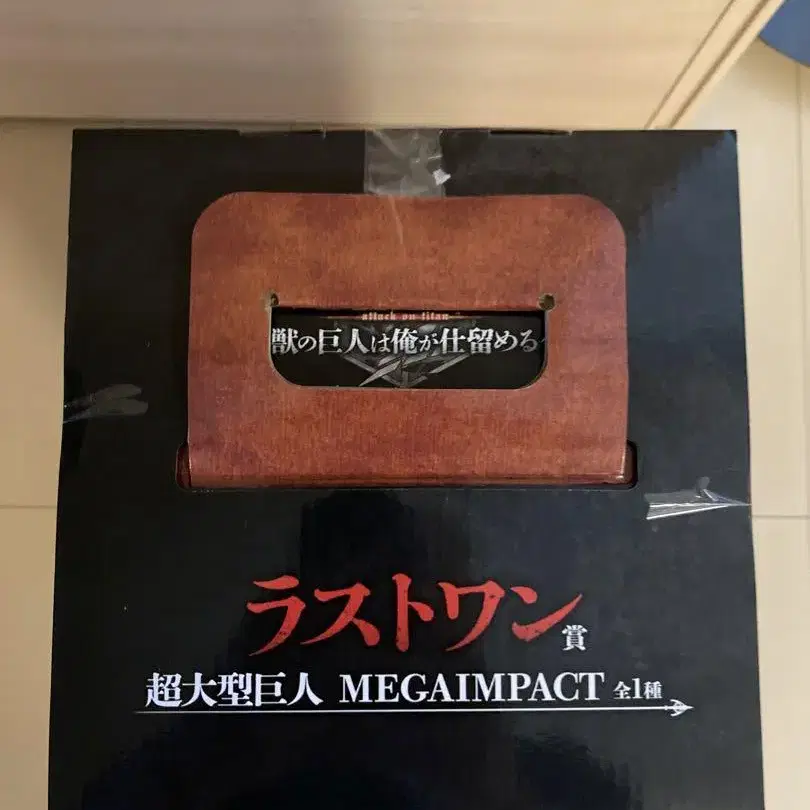 attack on titan
獣の巨人は俺が仕留める
ラストワン賞
超大型巨人 MEGAIMPACT 全1種